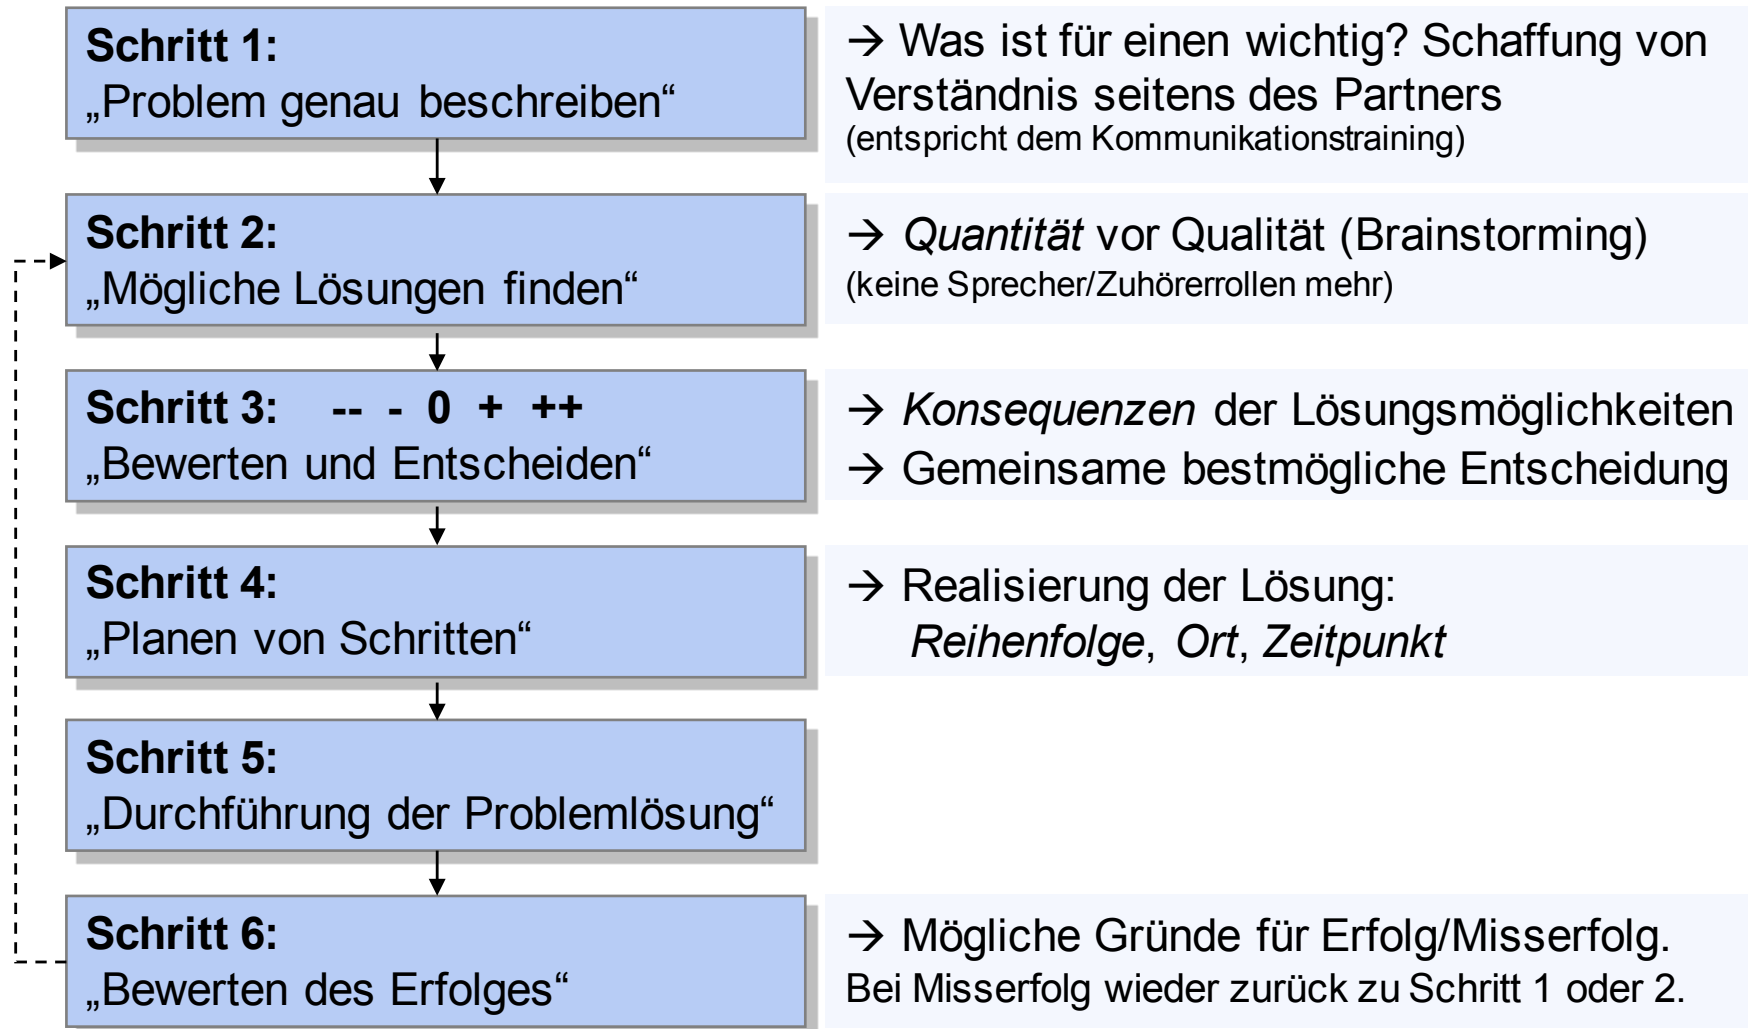 Schritt 1:
„Problem genau beschreiben“
→ Was ist für einen wichtig? Schaffung von
Verständnis seitens des Partners
(entspricht dem Kommunikationstraining)
Schritt 2:
„Mögliche Lösungen finden“
→ Quantität vor Qualität (Brainstorming)
(keine Sprecher/Zuhörerrollen mehr)
Schritt 3: -- - 0 + ++
„Bewerten und Entscheiden“
→ Konsequenzen der Lösungsmöglichkeiten
→ Gemeinsame bestmögliche Entscheidung
Schritt 4:
„Planen von Schritten“
→ Realisierung der Lösung:
Reihenfolge, Ort, Zeitpunkt
Schritt 5:
„Durchführung der Problemlösung“
Schritt 6:
„Bewerten des Erfolges“
→ Mögliche Gründe für Erfolg/Misserfolg.
Bei Misserfolg wieder zurück zu Schritt 1 oder 2.